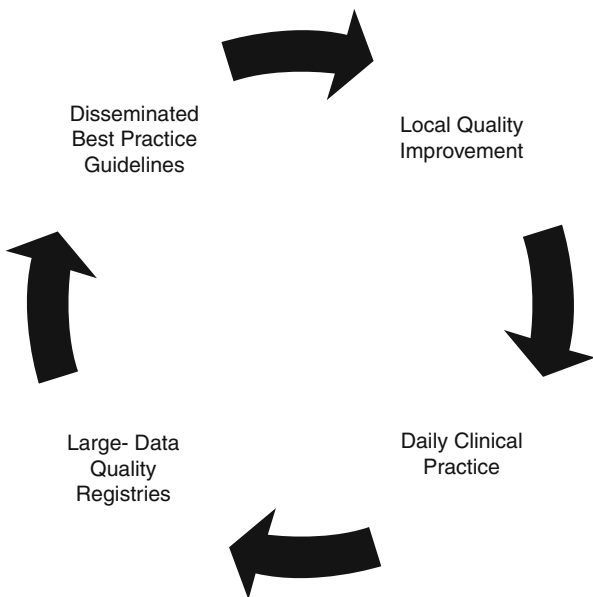 Disseminated
Best Practice
Guidelines
Local Quality
Improvement
Daily Clinical
Practice
Large- Data
Quality
Registries